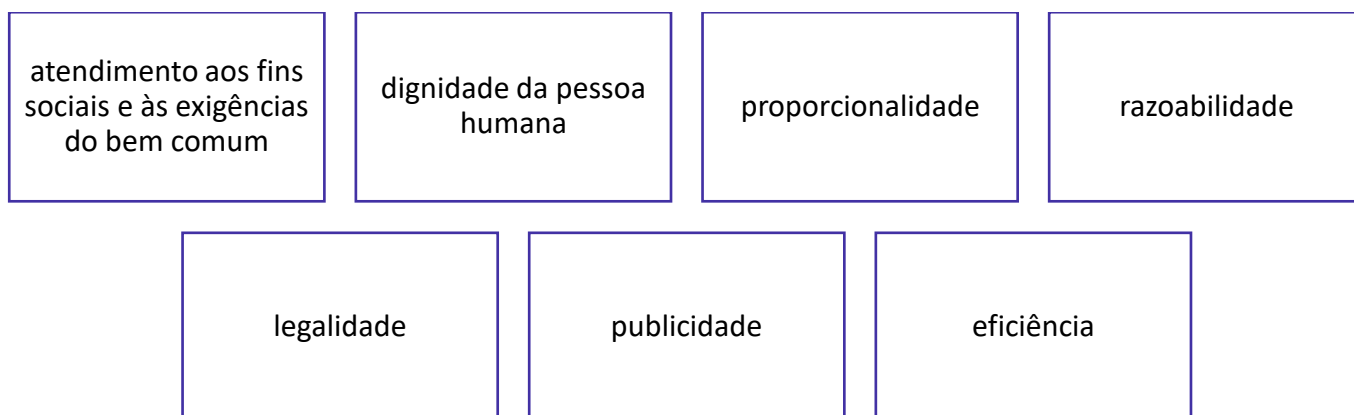 atendimento aos fins
sociais e às exigências
do bem comum
dignidade da pessoa
humana
proporcionalidade
razoabilidade
legalidade
publicidade
eficiência